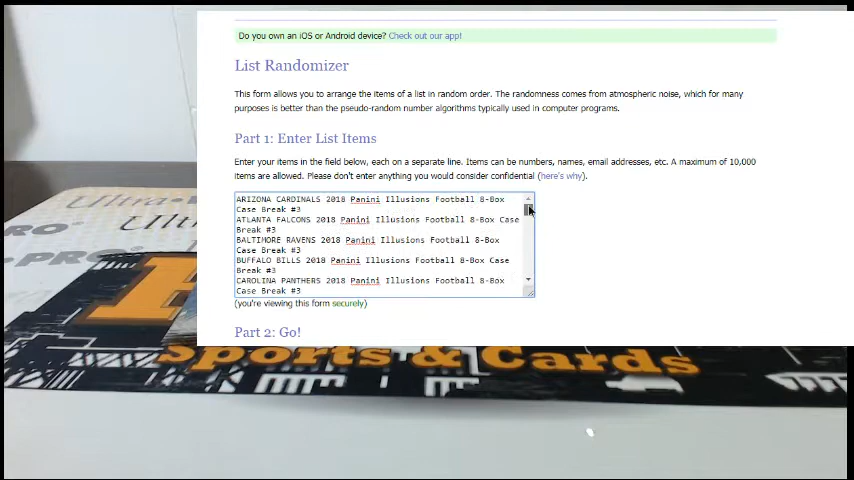 Do you own an iOS or Android device? Check out our app!
List Randomizer
This form allows you to arrange the items of a list in random order. The randomness comes from atmospheric noise, which for many
purposes is better than the pseudo-random number algorithms typically used in computer programs.
Part 1: Enter List Items
Enter your items in the field below, each on a separate line. Items can be numbers, names, email addresses, etc. A maximum of 10,000
items are allowed. Please don't enter anything you would consider confidential (here's why).
ARIZONA CARDINALS 2018 Panini Illusions Football 8-Box
Case Break #3
ATLANTA FALCONS 2018 Panini Illusions Football 8-Box Case
Break #3
BALTIMORE RAVENS 2018 Panini Illusions Football 8-Box
Case Break #3
BUFFALO BILLS 2018 Panini Illusions Football 8-Box Case
Break #3
CAROLINA PANTHERS 2018 Panini Illusions Football 8-Box
Case Break #3
(you're viewing this form securely)
Part 2: Go!
Sports & Cards